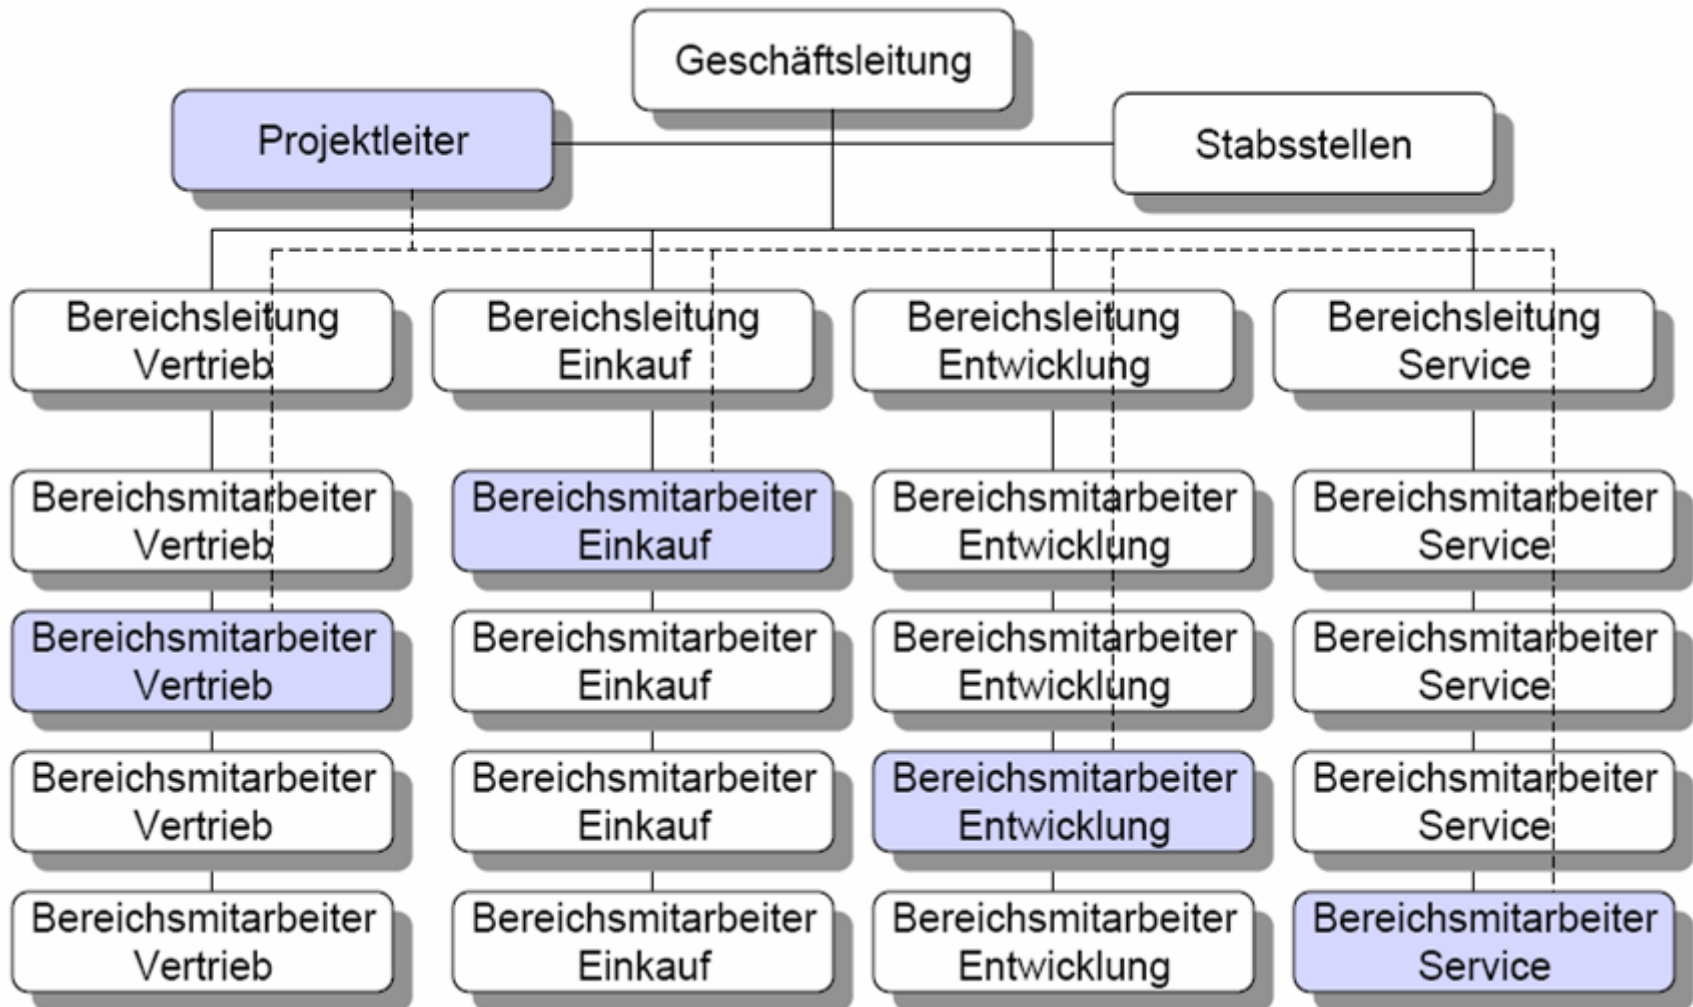 Geschäftsleitung
Projektleiter
Stabsstellen
Bereichsleitung
Vertrieb
Bereichsleitung
Einkauf
Bereichsleitung
Entwicklung
Bereichsleitung
Service
Bereichsmitarbeiter
Vertrieb
Bereichsmitarbeiter
Einkauf
Bereichsmitarbeiter
Entwicklung
Bereichsmitarbeiter
Service
Bereichsmitarbeiter
Vertrieb
Bereichsmitarbeiter
Einkauf
Bereichsmitarbeiter
Entwicklung
Bereichsmitarbeiter
Service
Bereichsmitarbeiter
Vertrieb
Bereichsmitarbeiter
Einkauf
Bereichsmitarbeiter
Entwicklung
Bereichsmitarbeiter
Service
Bereichsmitarbeiter
Vertrieb
Bereichsmitarbeiter
Einkauf
Bereichsmitarbeiter
Entwicklung
Bereichsmitarbeiter
Service